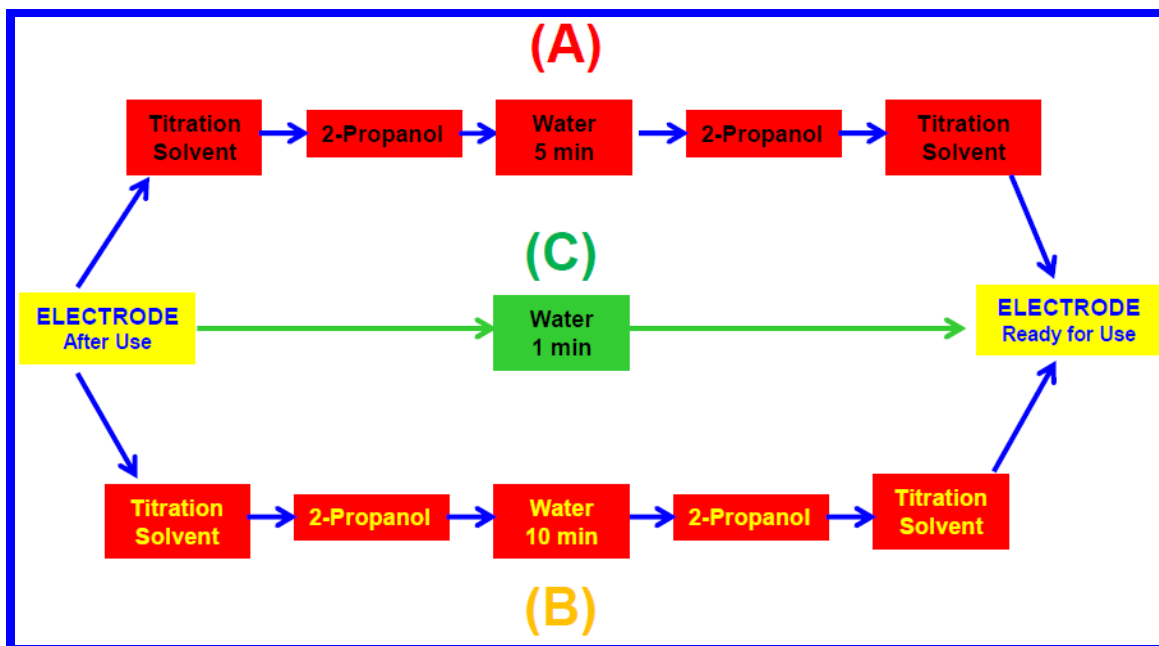 (A)
Titration
Solvent
2-Propanol
Water
5 min
2-Propanol
Titration
Solvent
(C)
ELECTRODE
After Use
Water
1 min
ELECTRODE
Ready for Use
Titration
Solvent
2-Propanol
Water
10 min
2-Propanol
Titration
Solvent
(B)